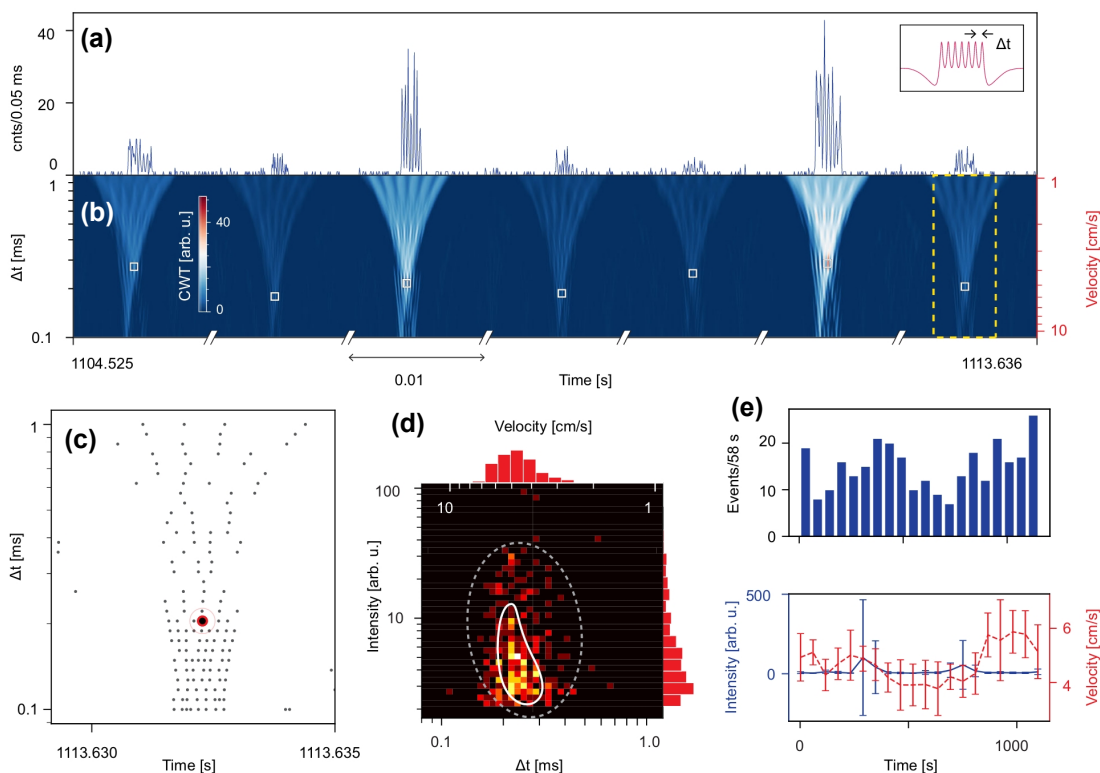 (a)
40
20
0
cnts/0.05 ms
Δt
(b)
1
0.1
Δt [ms]
CWT [arb. u.]
40
0
1
10
Velocity [cm/s]
1104.525
0.01
Time [s]
1113.636
(c)
1
0.1
Δt [ms]
1113.630
1113.635
Time [s]
(d)
Velocity [cm/s]
10
1
100
10
Intensity [arb. u.]
0.1
1.0
Δt [ms]
(e)
20
10
0
Events/58 s
500
0
Intensity [arb. u.]
6
4
Velocity [cm/s]
0
1000
Time [s]